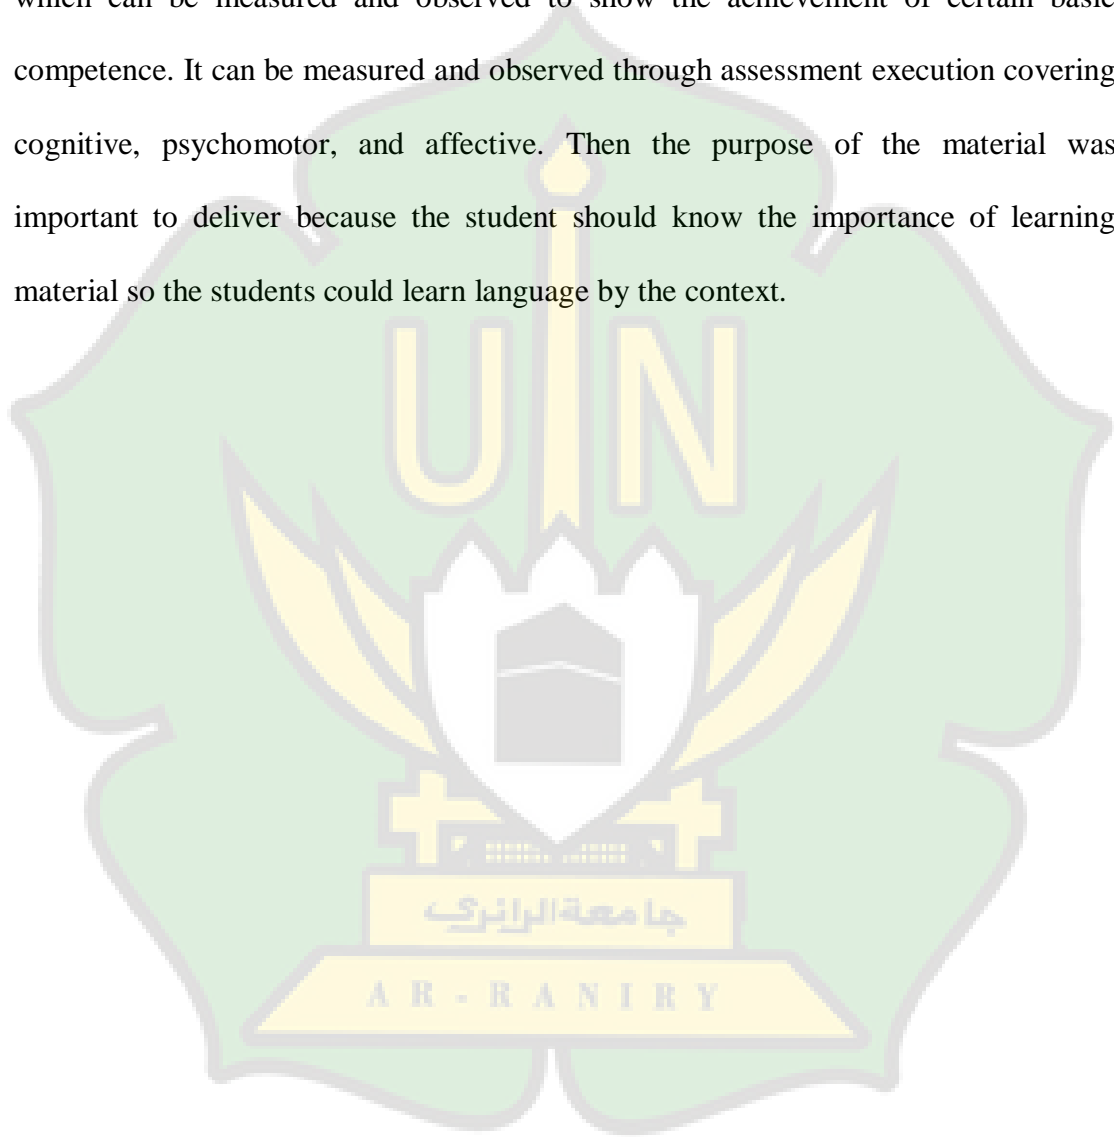 which can be measured and observed to show the achievement of certain basic
competence. It can be measured and observed through assessment execution covering
cognitive, psychomotor, and affective. Then the purpose of the material was
important to deliver because the student should know the importance of learning
material so the students could learn language by the context.
UIN
جامعة الرانري
AR-RANIRY